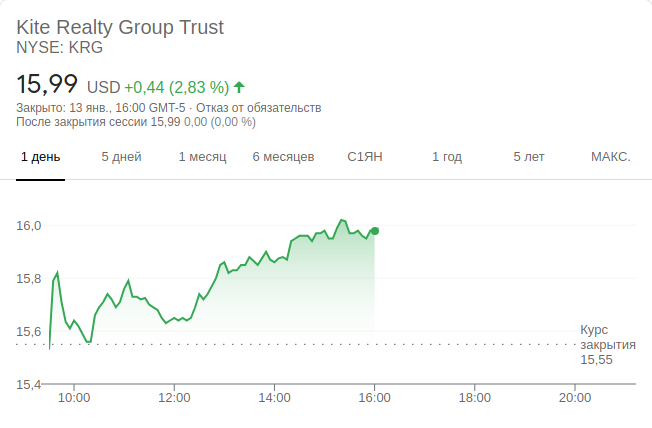 Kite Realty Group Trust
NYSE: KRG
15,99 USD +0,44 (2,83 %)
Закрыто: 13 янв., 16:00 GMT-5 · Отказ от обязательств
После закрытия сессии 15,99 0,00 (0,00 %)
1 день 5 дней 1 месяц 6 месяцев С1ЯН 1 год 5 лет МАКС.
16,0
15,8
15,6
Курс
закрытия
15,55
15,4
10:00 12:00 14:00 16:00 18:00 20:00